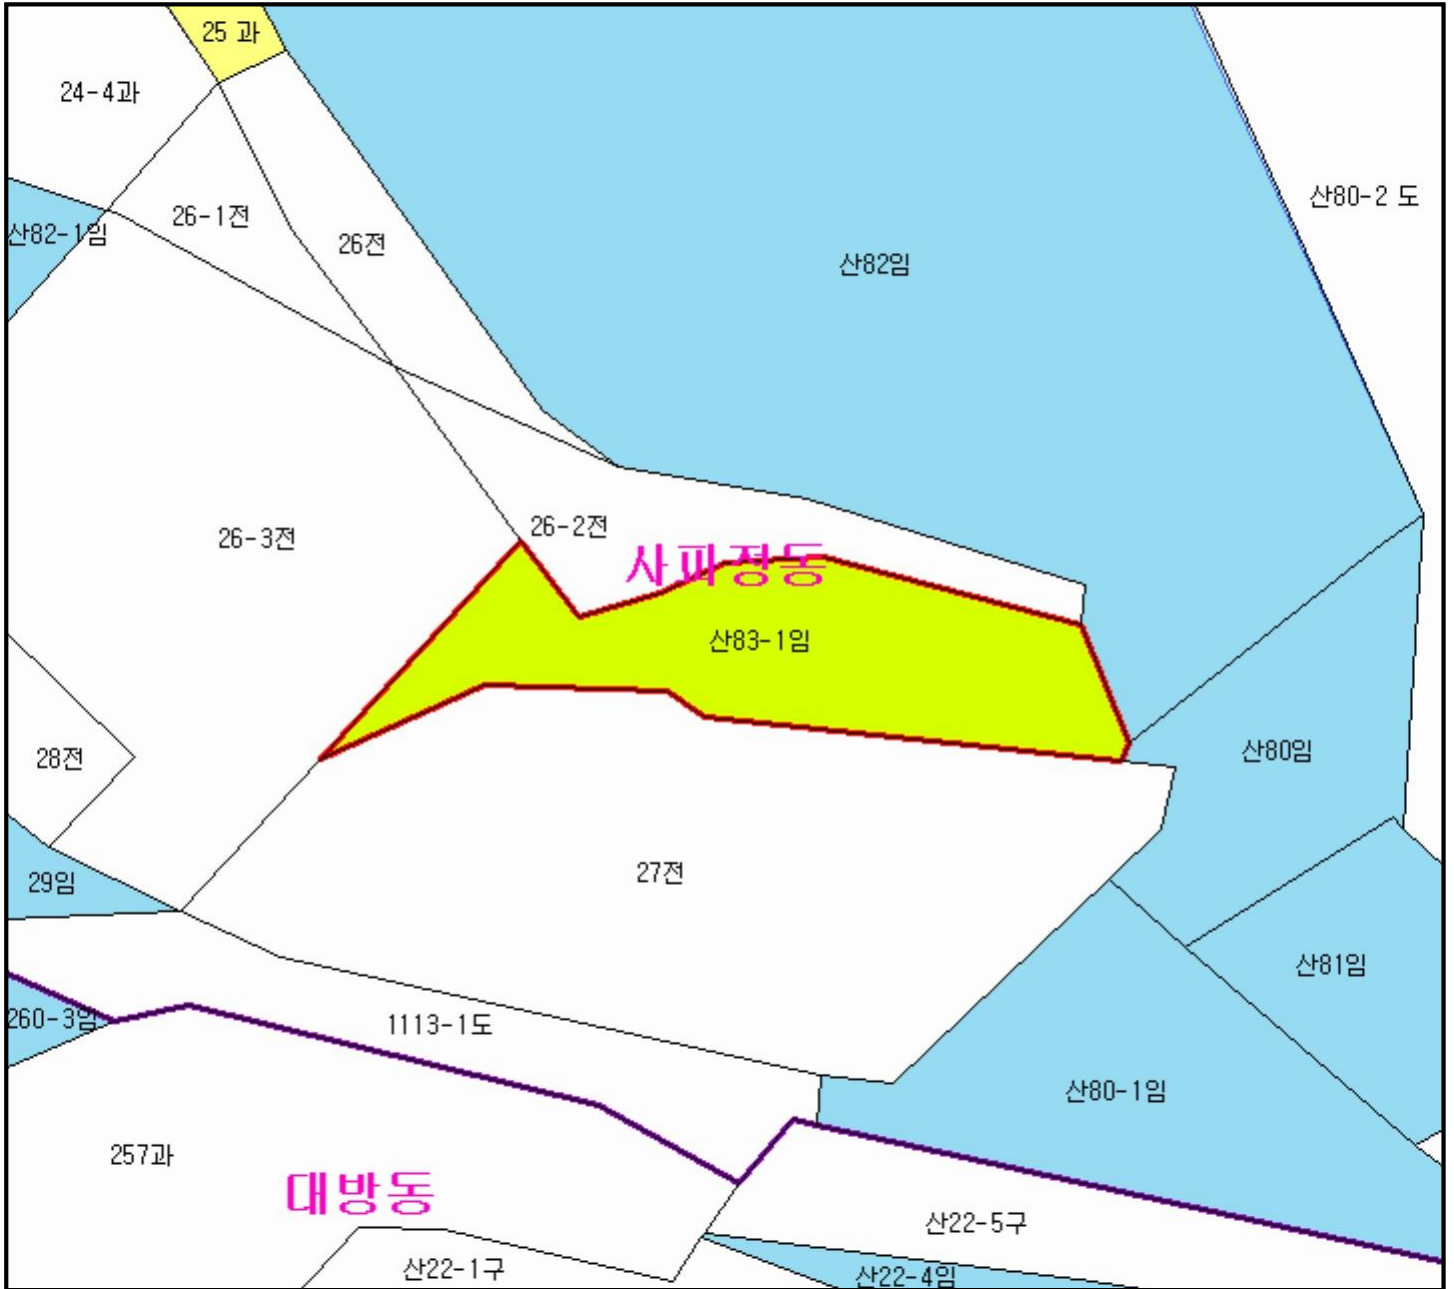 25 과
24-4과
산80-2 도
26-1전
산82-1임
26전
산82임
26-2전
26-3전
사파정동
산83-1임
산80임
28전
27전
29임
산81임
260-3임
1113-1도
산80-1임
257과
대방동
산22-5구
산22-1구
산22-4임